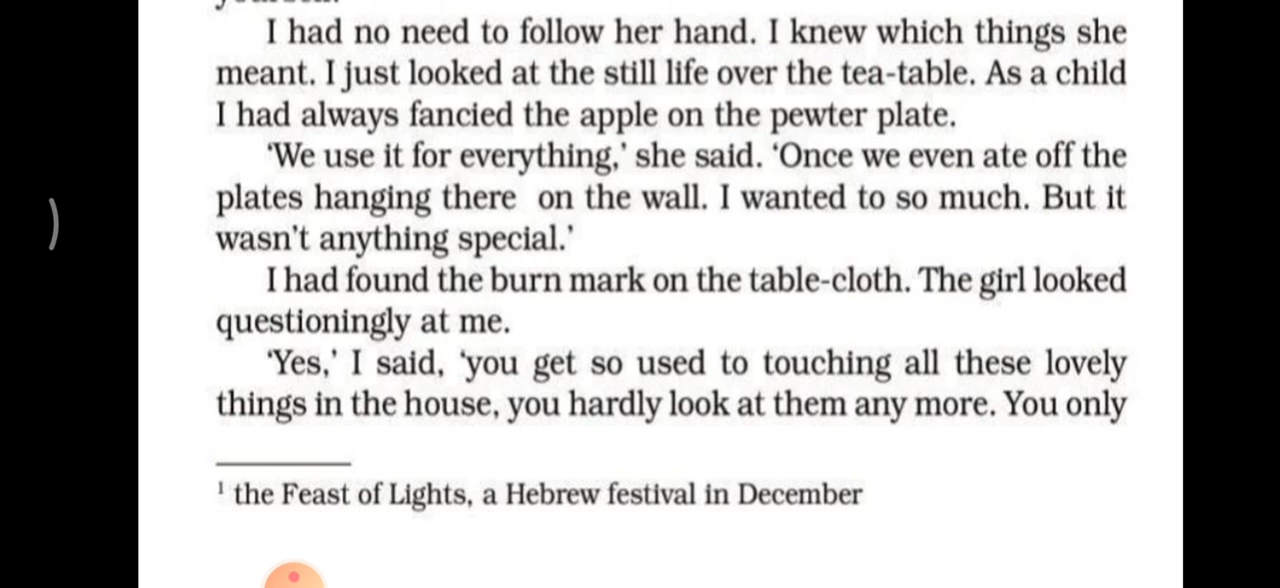 I had no need to follow her hand. I knew which things she
meant. I just looked at the still life over the tea-table. As a child
I had always fancied the apple on the pewter plate.
‘We use it for everything,’ she said. ‘Once we even ate off the
plates hanging there on the wall. I wanted to so much. But it
wasn’t anything special.’
I had found the burn mark on the table-cloth. The girl looked
questioningly at me.
‘Yes,’ I said, ‘you get so used to touching all these lovely
things in the house, you hardly look at them any more. You only
¹ the Feast of Lights, a Hebrew festival in December